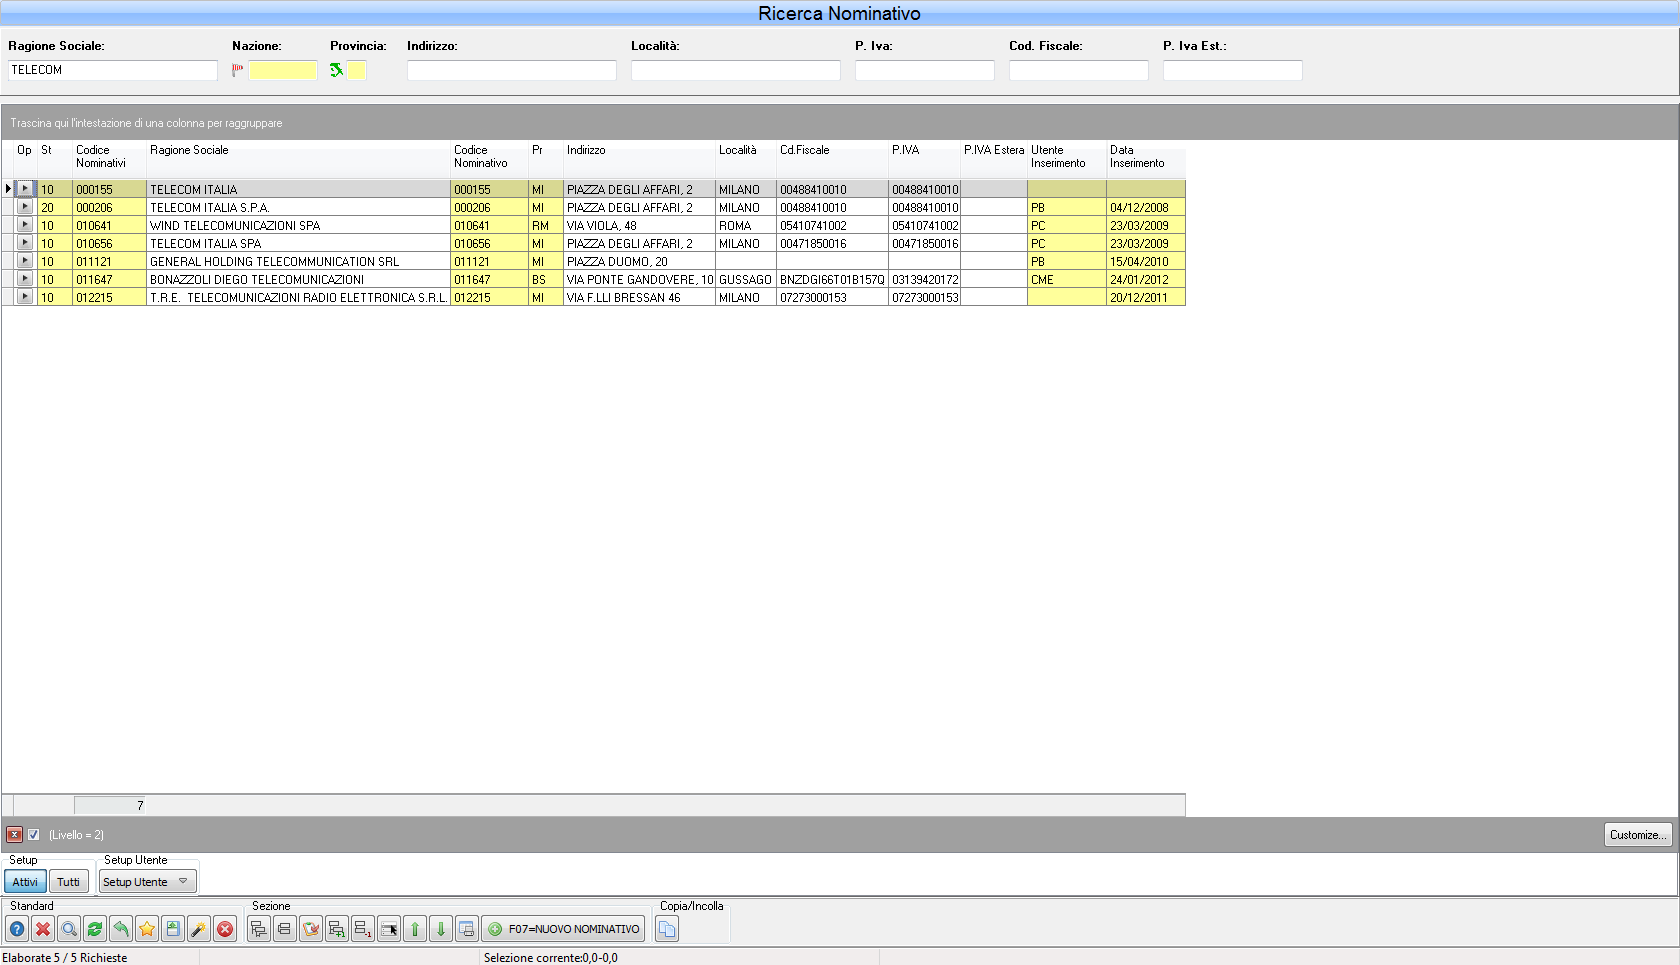 Ricerca Nominativo
Ragione Sociale: Nazione: Provincia: Indirizzo: Località: P. Iva: Cod. Fiscale: P. Iva Est.:
TELECOM
Trascina qui l'intestazione di una colonna per raggruppare
Op St Codice Nominativi Ragione Sociale Codice Nominativo Pr Indirizzo Località Cd.Fiscale P.IVA P.IVA Estera Utente Inserimento Data Inserimento
10 000155 TELECOM ITALIA 000155 MI PIAZZA DEGLI AFFARI, 2 MILANO 00488410010 00488410010
20 000206 TELECOM ITALIA S.P.A. 000206 MI PIAZZA DEGLI AFFARI, 2 MILANO 00488410010 00488410010 PB 04/12/2008
10 010641 WIND TELECOMUNICAZIONI SPA 010641 RM VIA VIOLA, 48 ROMA 05410741002 05410741002 PC 23/03/2009
10 010656 TELECOM ITALIA SPA 010656 MI PIAZZA DEGLI AFFARI, 2 MILANO 00471850016 00471850016 PC 23/03/2009
10 011121 GENERAL HOLDING TELECOMMUNICATION SRL 011121 MI PIAZZA DUOMO, 20 PB 15/04/2010
10 011647 BONAZZOLI DIEGO TELECOMUNICAZIONI 011647 BS VIA PONTE GANDOVERE, 10 GUSSAGO BNZDGI66T01B157Q 03139420172 CME 24/01/2012
10 012215 T.R.E. TELECOMUNICAZIONI RADIO ELETTRONICA S.R.L. 012215 MI VIA F.LLI BRESSAN 46 MILANO 07273000153 07273000153 20/12/2011
7
(Livello = 2) Customize...
Setup Setup Utente
Attivi Tutti Setup Utente
Standard Sezione Copia/Incolla
F07=NUOVO NOMINATIVO
Elaborate 5 / 5 Richieste Selezione corrente:0,0-0,0